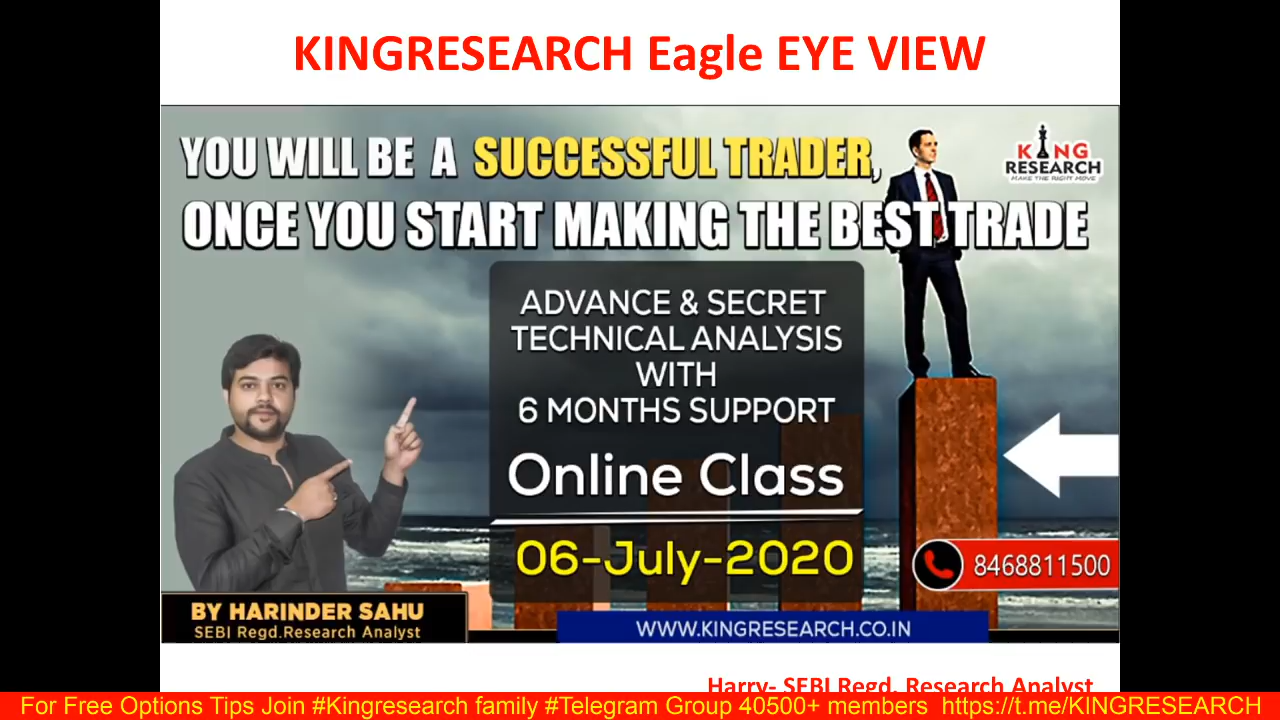 KINGRESEARCH Eagle EYE VIEW
YOU WILL BE A SUCCESSFUL TRADER,
ONCE YOU START MAKING THE BEST TRADE
KING
RESEARCH
MAKE THE RIGHT MOVE
ADVANCE & SECRET
TECHNICAL ANALYSIS
WITH
6 MONTHS SUPPORT
Online Class
06-July-2020
8468811500
BY HARINDER SAHU
SEBI Regd.Research Analyst
WWW.KINGRESEARCH.CO.IN
Harry- SEBI Regd. Research Analyst
For Free Options Tips Join #Kingresearch family #Telegram Group 40500+ members https://t.me/KINGRESEARCH